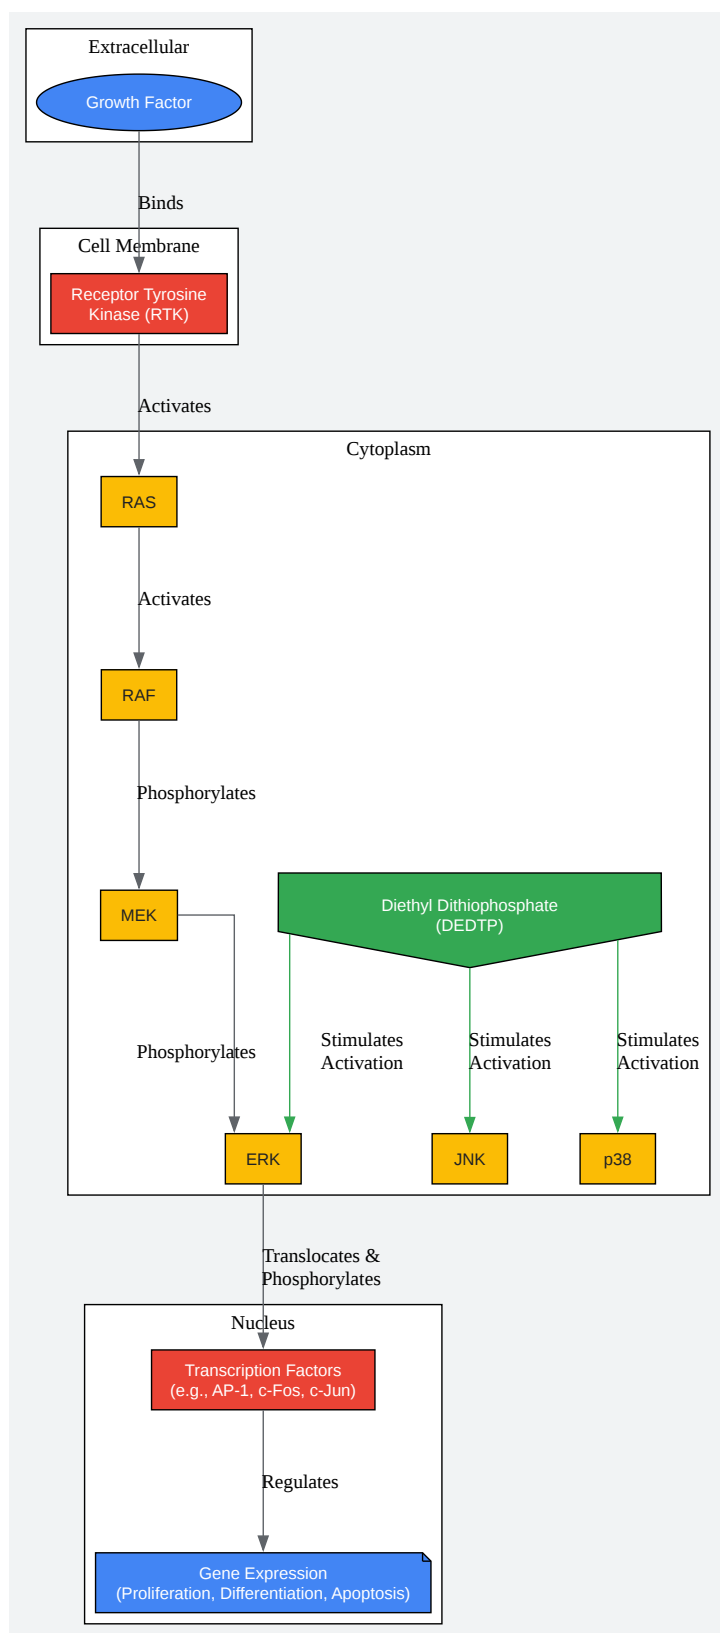 Extracellular
Growth Factor
Binds
Cell Membrane
Receptor Tyrosine
Kinase (RTK)
Activates
Cytoplasm
RAS
Activates
RAF
Phosphorylates
MEK
Diethyl Dithiophosphate
(DEDTP)
Phosphorylates
Stimulates
Activation
Stimulates
Activation
Stimulates
Activation
ERK
JNK
p38
Translocates &
Phosphorylates
Nucleus
Transcription Factors
(e.g., AP-1, c-Fos, c-Jun)
Regulates
Gene Expression
(Proliferation, Differentiation, Apoptosis)